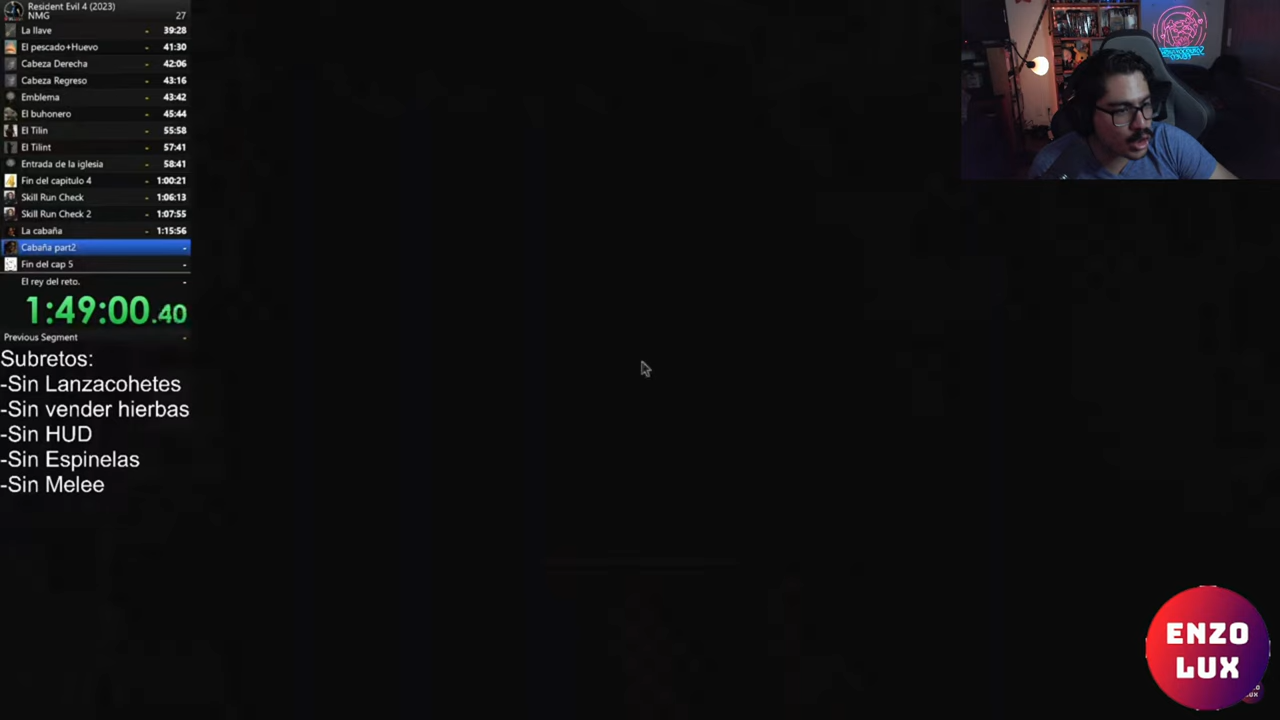 Resident Evil 4 (2023)
NMG 27
La llave - 39:28
El pescado+Huevo - 41:30
Cabeza Derecha - 42:06
Cabeza Regreso - 43:16
Emblema - 43:42
El buhonero - 45:44
El Tilin - 55:58
El Tilint - 57:41
Entrada de la iglesia - 58:41
Fin del capitulo 4 - 1:00:21
Skill Run Check - 1:06:13
Skill Run Check 2 - 1:07:55
La cabaña - 1:15:56
Cabaña part2 -
Fin del cap 5 -
El rey del reto. -
1:49:00.40
Previous Segment -
Subretos:
-Sin Lanzacohetes
-Sin vender hierbas
-Sin HUD
-Sin Espinelas
-Sin Melee
ENZO
LUX